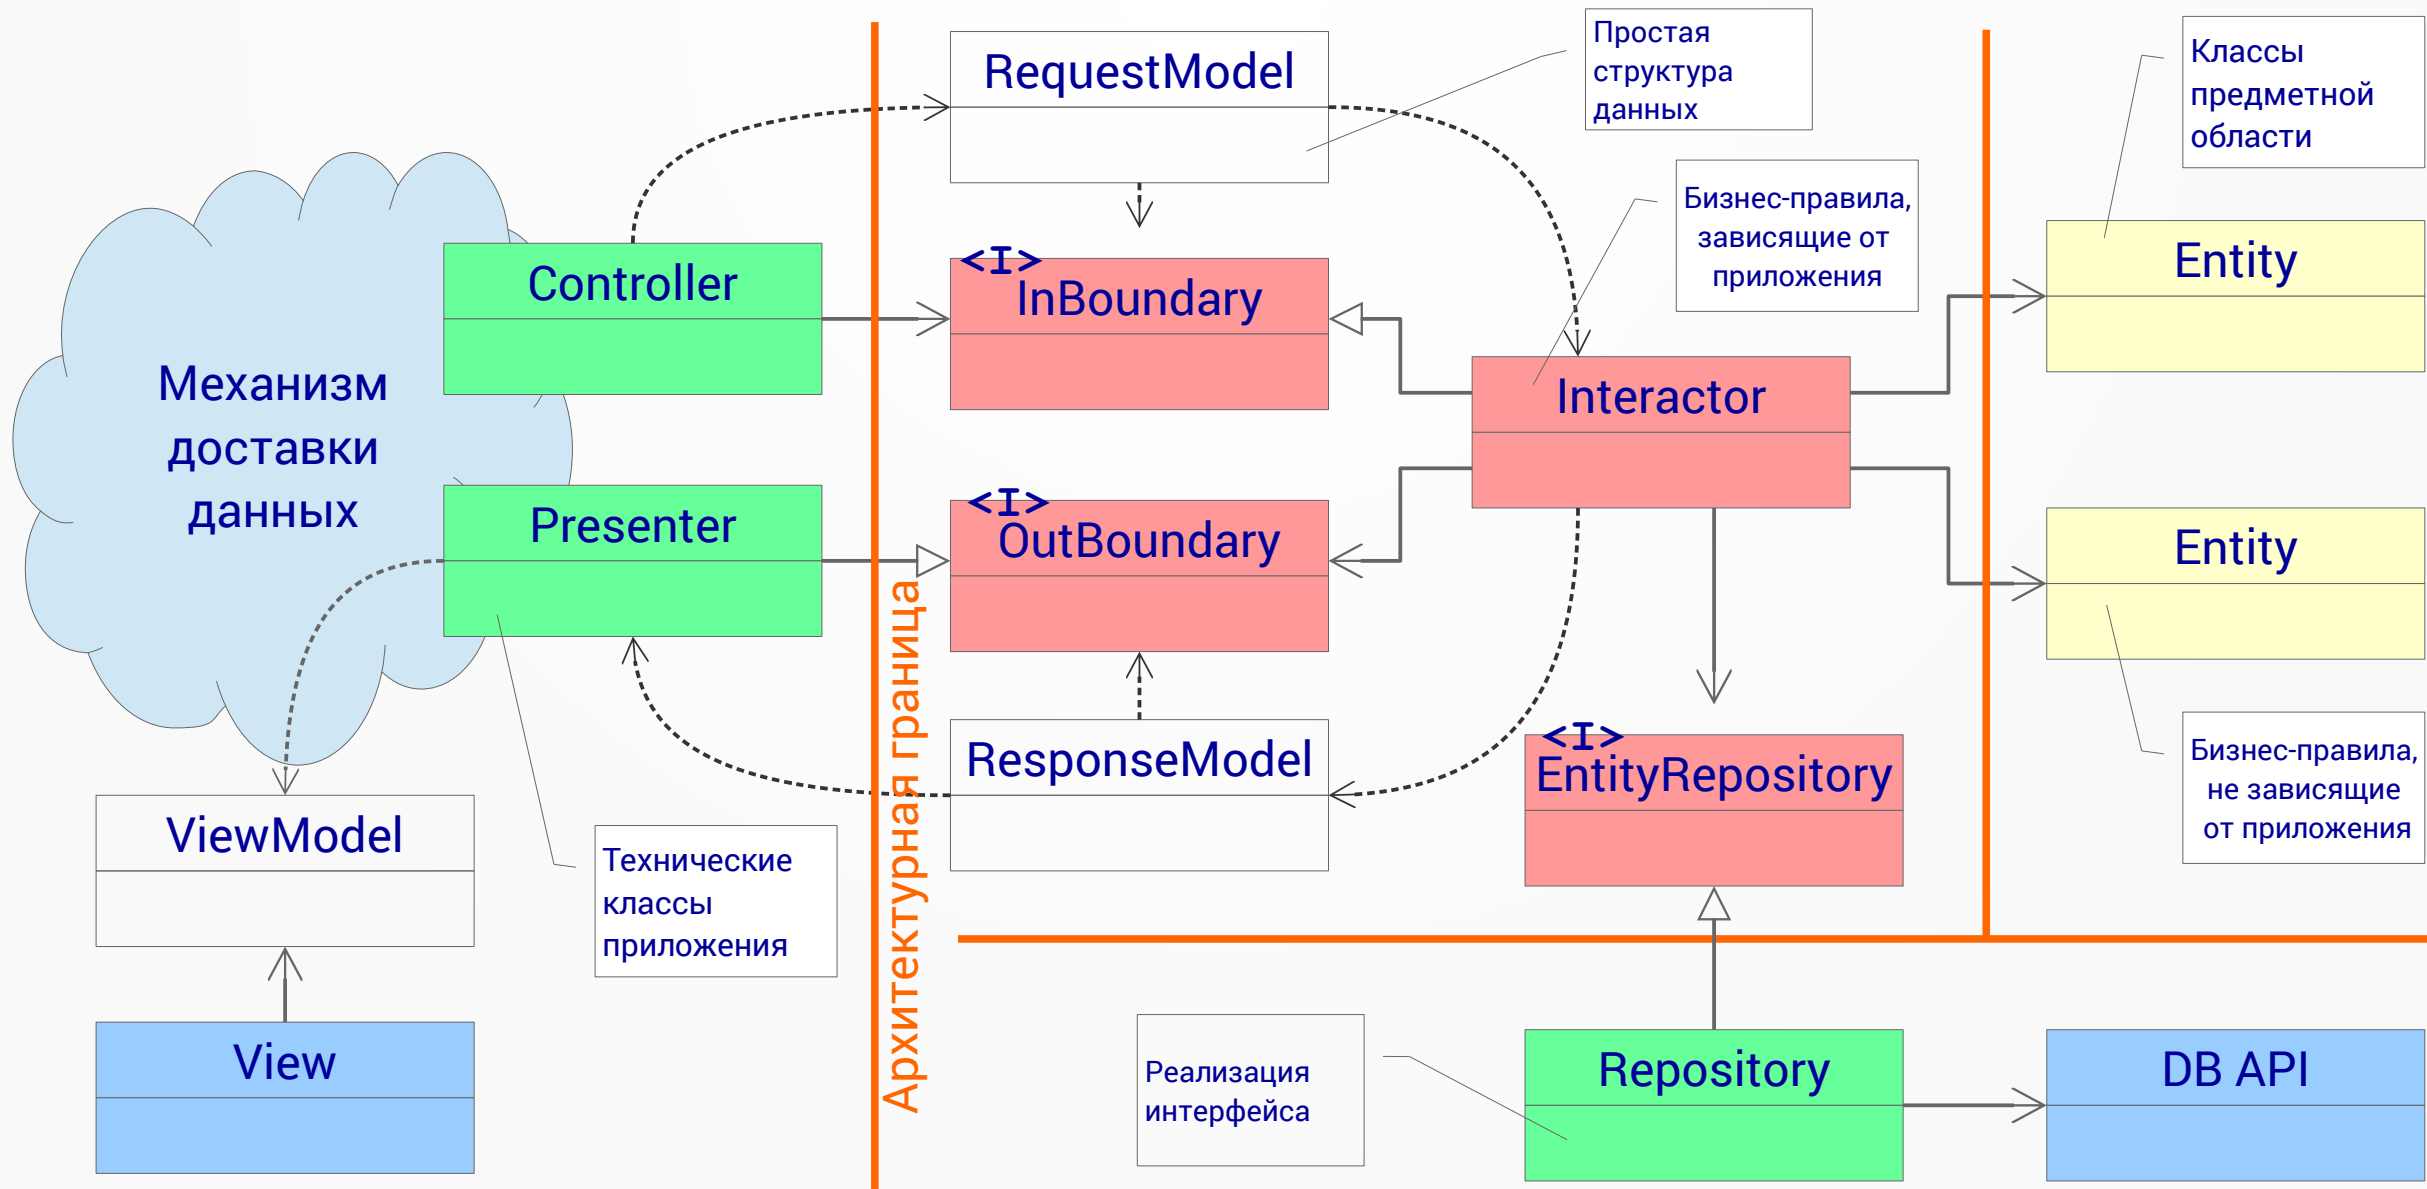 RequestModel
Простая
структура
данных
Классы
предметной
области
Бизнес-правила,
зависящие от
приложения
Controller
<I>
InBoundary
Entity
Механизм
доставки
данных
Interactor
Presenter
<I>
OutBoundary
Entity
Архитектурная граница
ResponseModel
<I>
EntityRepository
Бизнес-правила,
не зависящие
от приложения
ViewModel
Технические
классы
приложения
View
Реализация
интерфейса
Repository
DB API